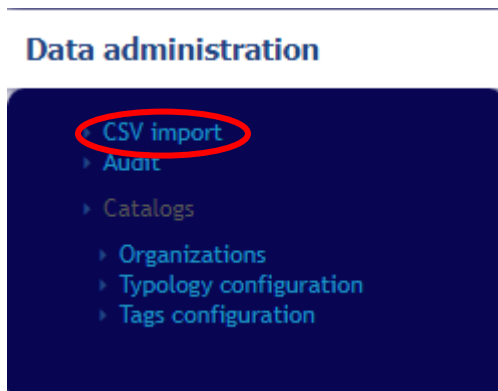 Data administration
CSV import
Audit
Catalogs
Organizations
Typology configuration
Tags configuration